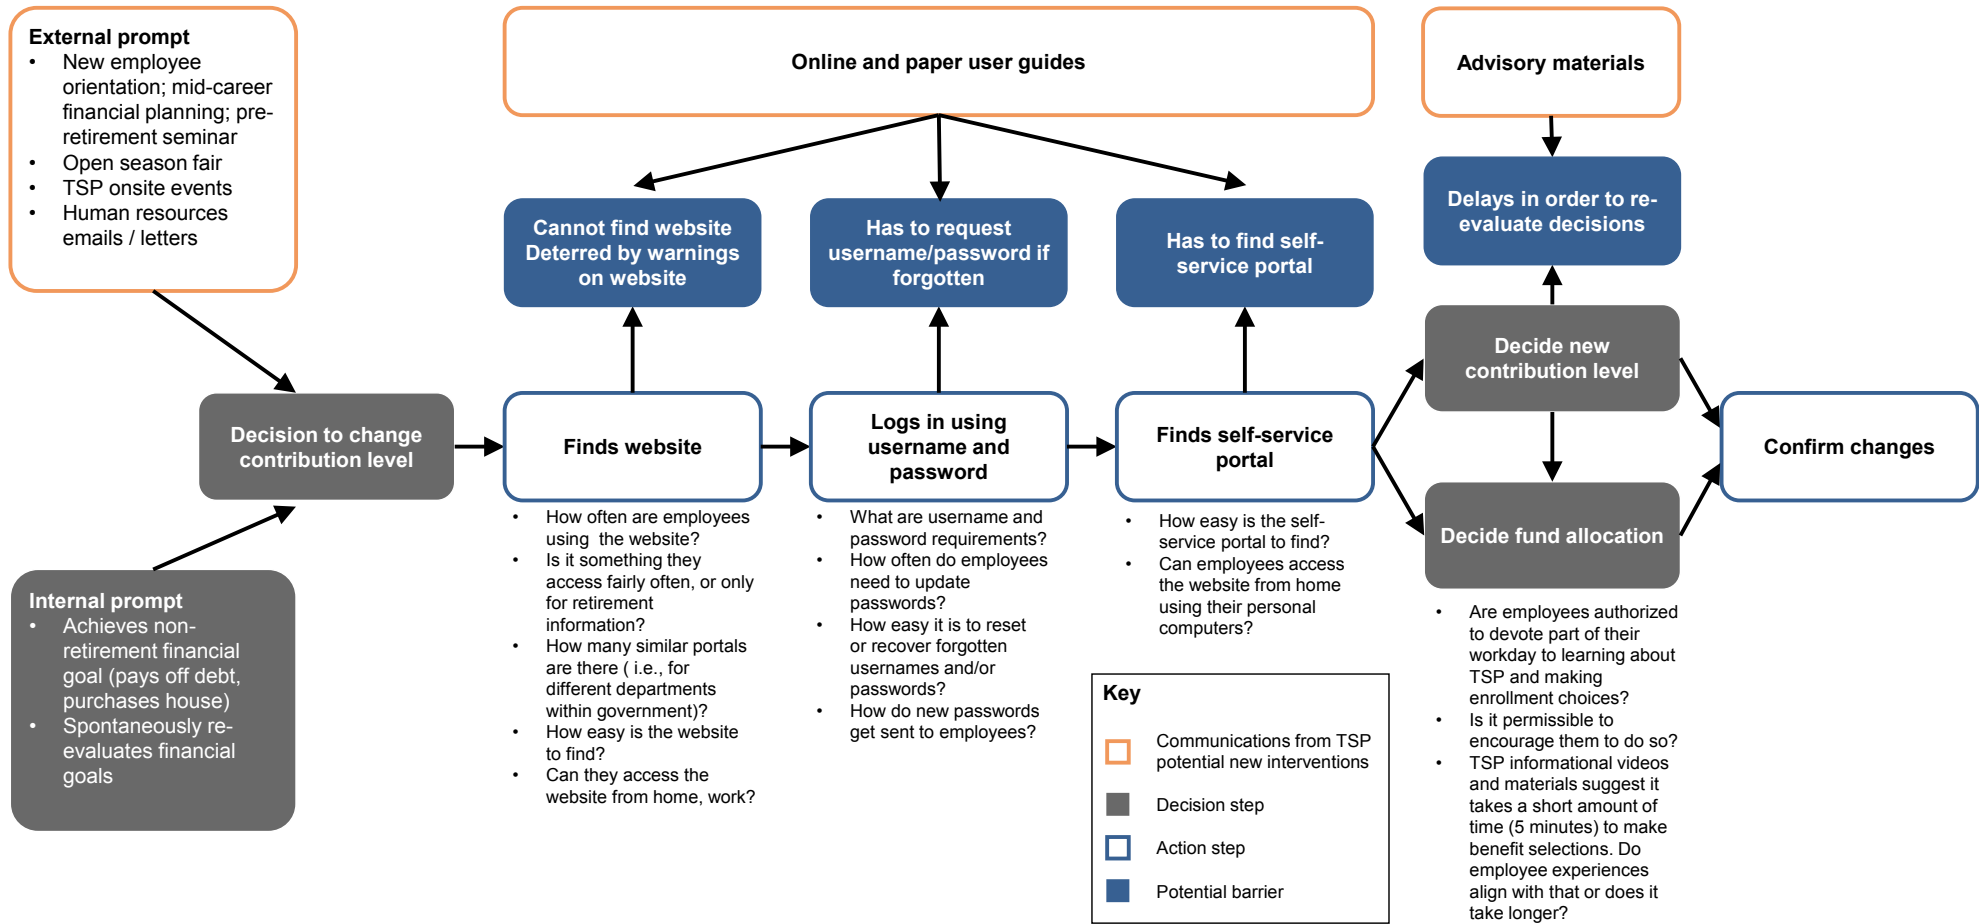 External prompt
• New employee
orientation; mid-career
financial planning; pre-
retirement seminar
• Open season fair
• TSP onsite events
• Human resources
emails / letters
Online and paper user guides
Advisory materials
Cannot find website
Deterred by warnings
on website
Has to request
username/password if
forgotten
Has to find self-
service portal
Delays in order to re-
evaluate decisions
Decision to change
contribution level
Finds website
Logs in using
username and
password
Finds self-service
portal
Decide new
contribution level
Decide fund allocation
Confirm changes
Internal prompt
• Achieves non-
retirement financial
goal (pays off debt,
purchases house)
• Spontaneously re-
evaluates financial
goals
• How often are employees
using the website?
• Is it something they
access fairly often, or only
for retirement
information?
• How many similar portals
are there ( i.e., for
different departments
within government)?
• How easy is the website
to find?
• Can they access the
website from home, work?
• What are username and
password requirements?
• How often do employees
need to update
passwords?
• How easy it is to reset
or recover forgotten
usernames and/or
passwords?
• How do new passwords
get sent to employees?
• How easy is the self-
service portal to find?
• Can employees access
the website from home
using their personal
computers?
• Are employees authorized
to devote part of their
workday to learning about
TSP and making
enrollment choices?
• Is it permissible to
encourage them to do so?
• TSP informational videos
and materials suggest it
takes a short amount of
time (5 minutes) to make
benefit selections. Do
employee experiences
align with that or does it
take longer?
Key
Communications from TSP
potential new interventions
Decision step
Action step
Potential barrier